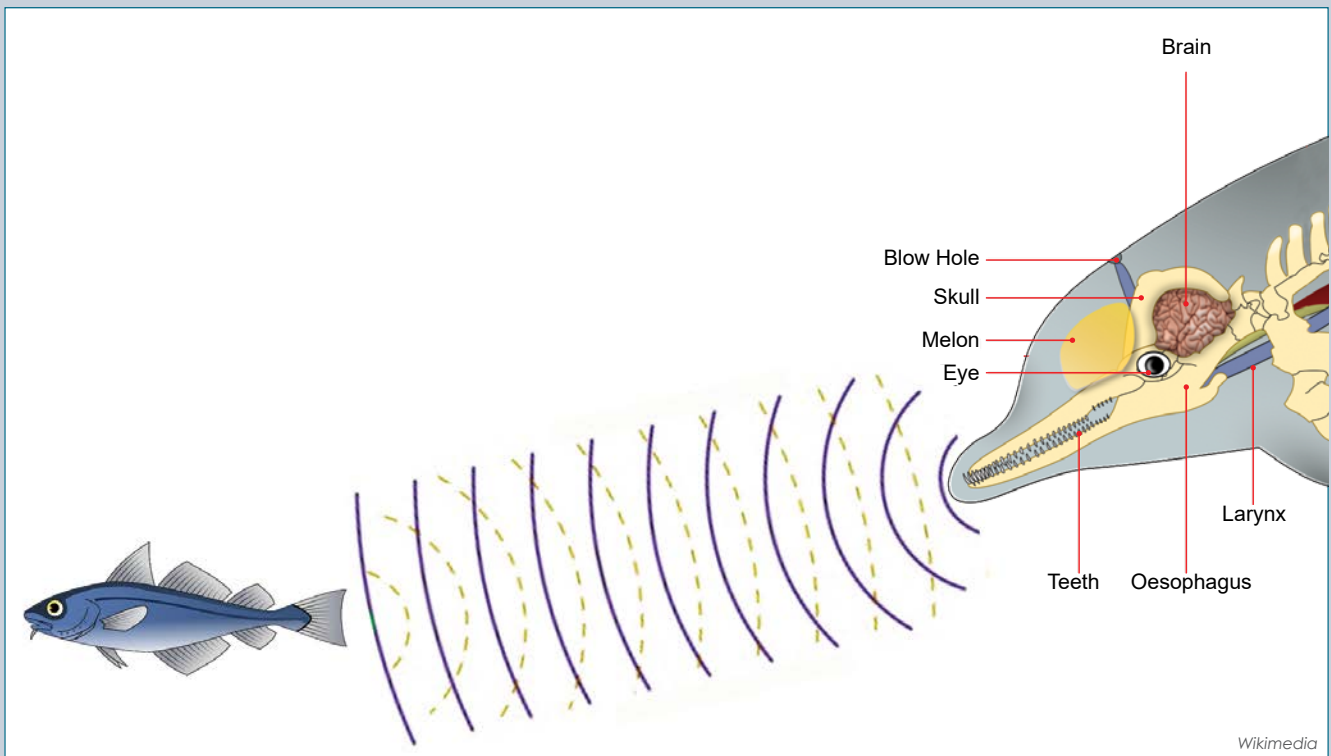 Brain
Blow Hole
Skull
Melon
Eye
Larynx
Teeth
Oesophagus
Wikimedia